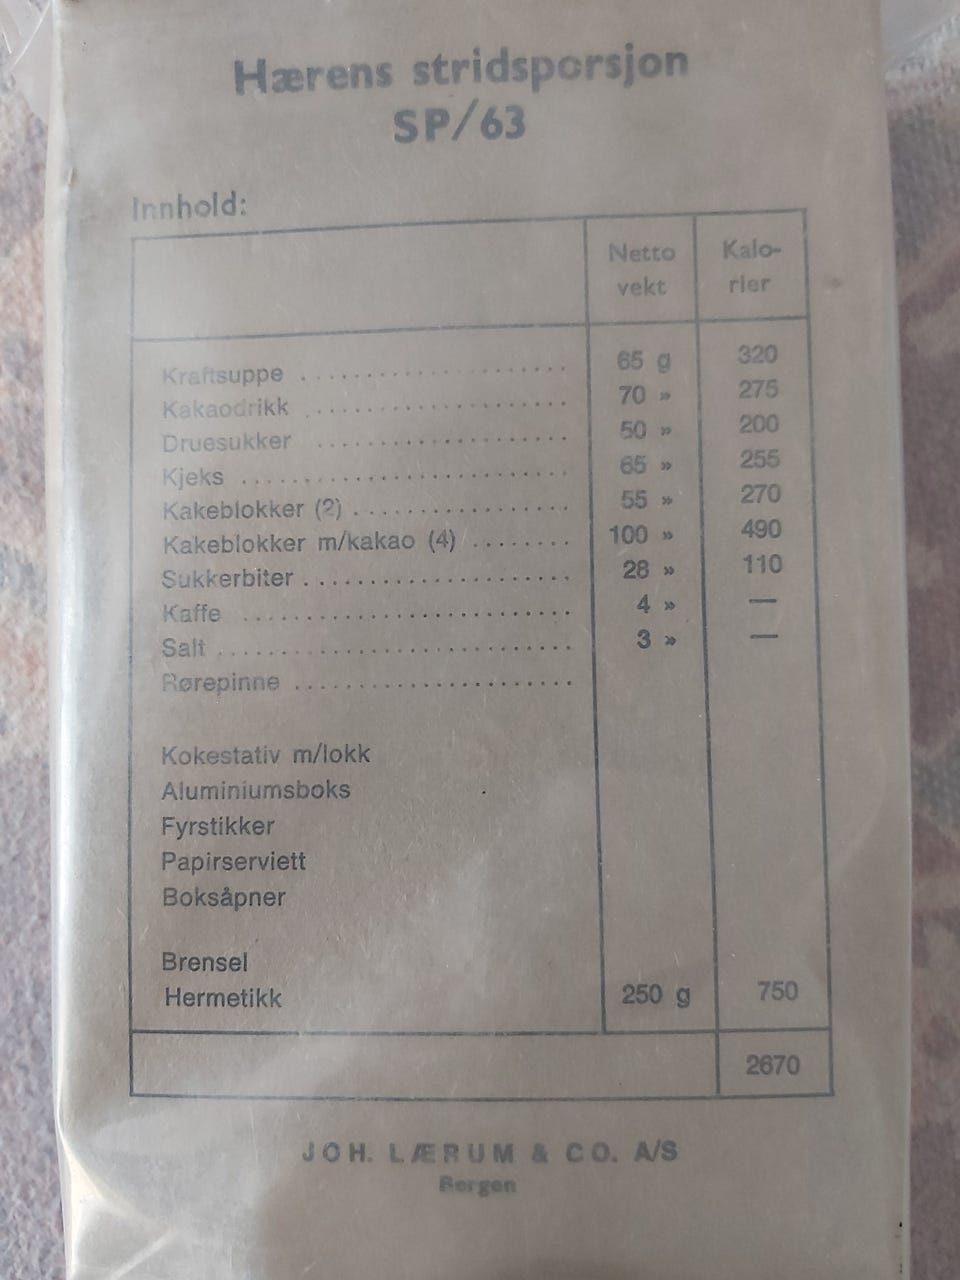 Hærens stridsporsjon
SP/63
Innhold:
Netto vekt Kalo-rier
Kraftsuppe .................... 65 g 320
Kakaodrikk .................... 70 » 275
Druesukker .................... 50 » 200
Kjeks .................... 65 » 255
Kakeblokker (2) .................... 55 » 270
Kakeblokker m/kakao (4) ........ 100 » 490
Sukkerbiter .................... 28 » 110
Kaffe .................... 4 » —
Salt .................... 3 » —
Rørepinne ....................
Kokestativ m/lokk
Aluminiumsboks
Fyrstikker
Papirserviett
Boksåpner
Brensel
Hermetikk 250 g 750
2670
JOH. LÆRUM & CO. A/S
Bergen